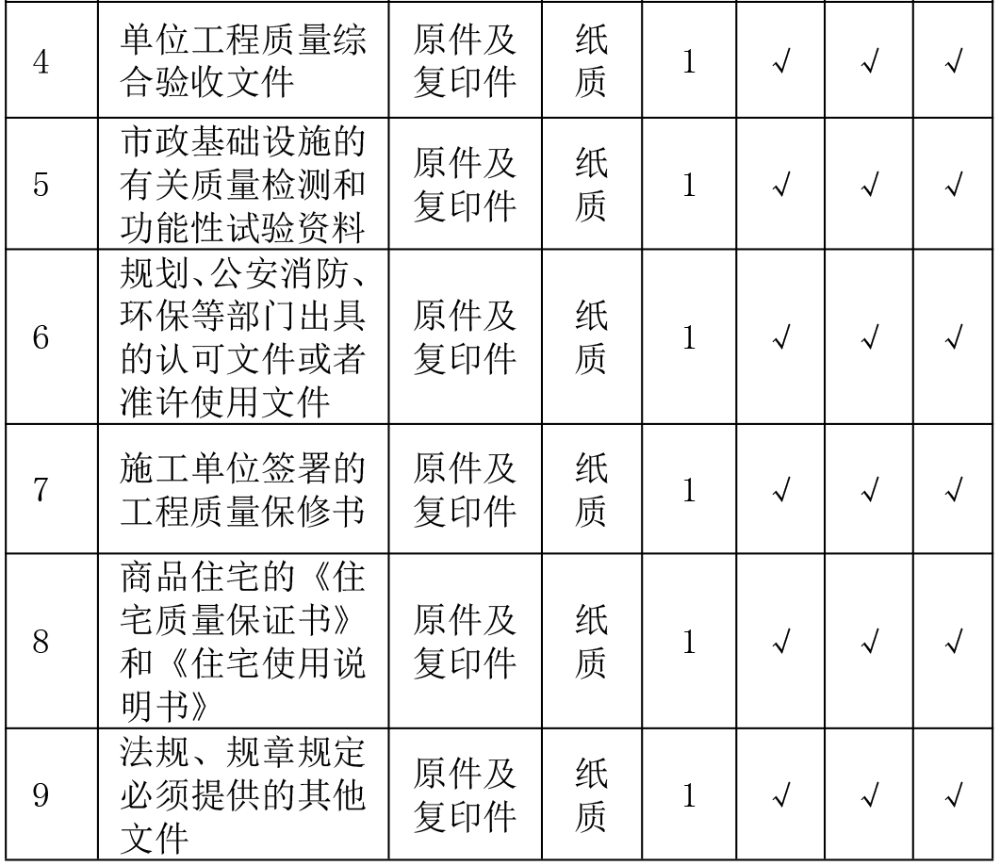 4 单位工程质量综 原件及 纸 1 √ √ √
合验收文件 复印件 质
市政基础设施的
5 有关质量检测和 原件及 纸 1 √ √ √
功能性试验资料 复印件 质
规划、公安消防、
6 环保等部门出具 原件及 纸 1 √ √ √
的认可文件或者 复印件 质
准许使用文件
7 施工单位签署的 原件及 纸 1 √ √ √
工程质量保修书 复印件 质
商品住宅的《住
8 宅质量保证书》 原件及 纸 1 √ √ √
和《住宅使用说 复印件 质
明书》
法规、规章规定
9 必须提供的其他 原件及 纸 1 √ √ √
文件 复印件 质